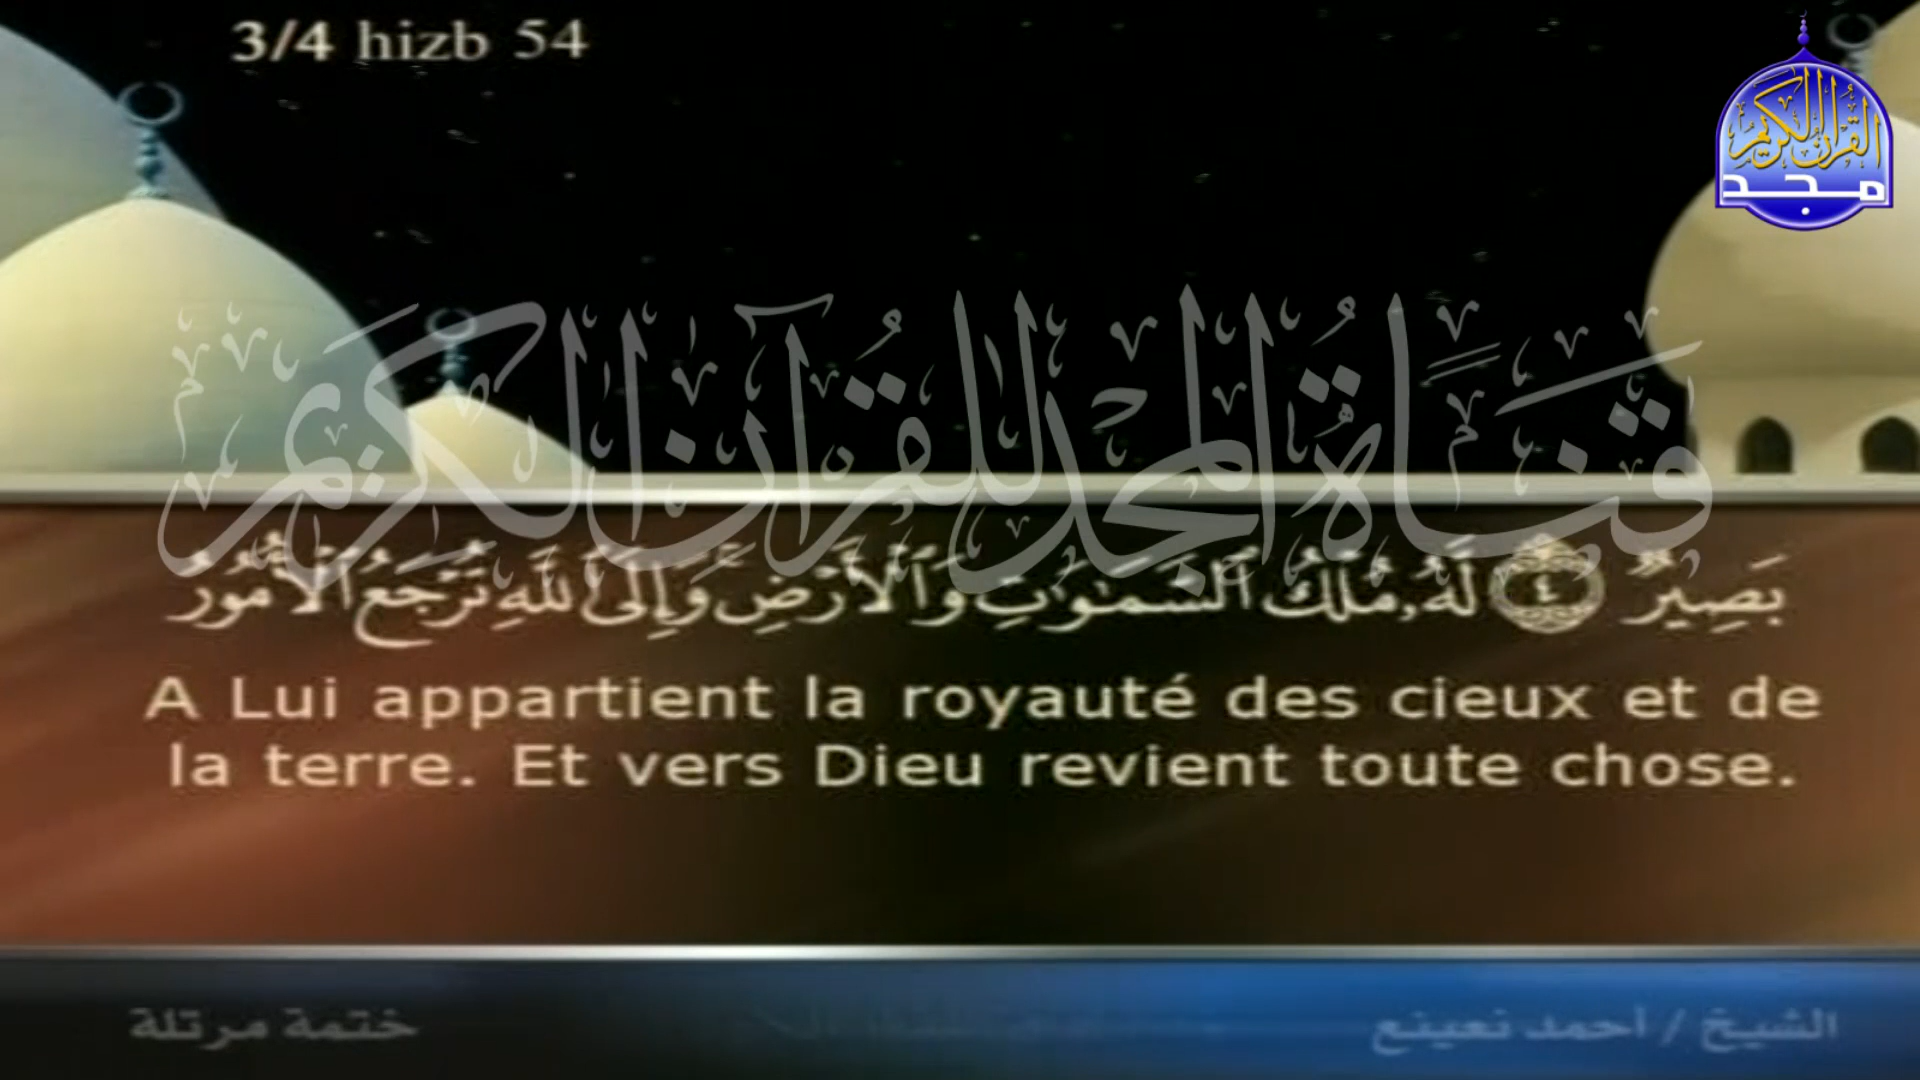 3/4 hizb 54
القرآن الكريم
مجد
قناة المجد للقرآن الكريم
بَصِيرٌ ٤ لَهُۥ مُلْكُ ٱلسَّمَٰوَٰتِ وَٱلْأَرْضِ ۚ وَإِلَى ٱللَّهِ تُرْجَعُ ٱلْأُمُورُ
A Lui appartient la royauté des cieux et de
la terre. Et vers Dieu revient toute chose.
الشيخ / أحمد نعينع
ختمة مرتلة